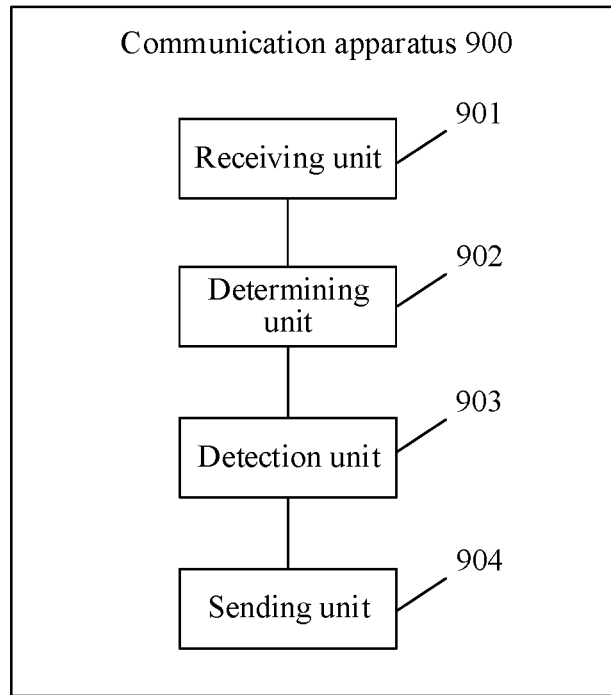 Communication apparatus 900
901
Receiving unit
902
Determining
unit
903
Detection unit
904
Sending unit